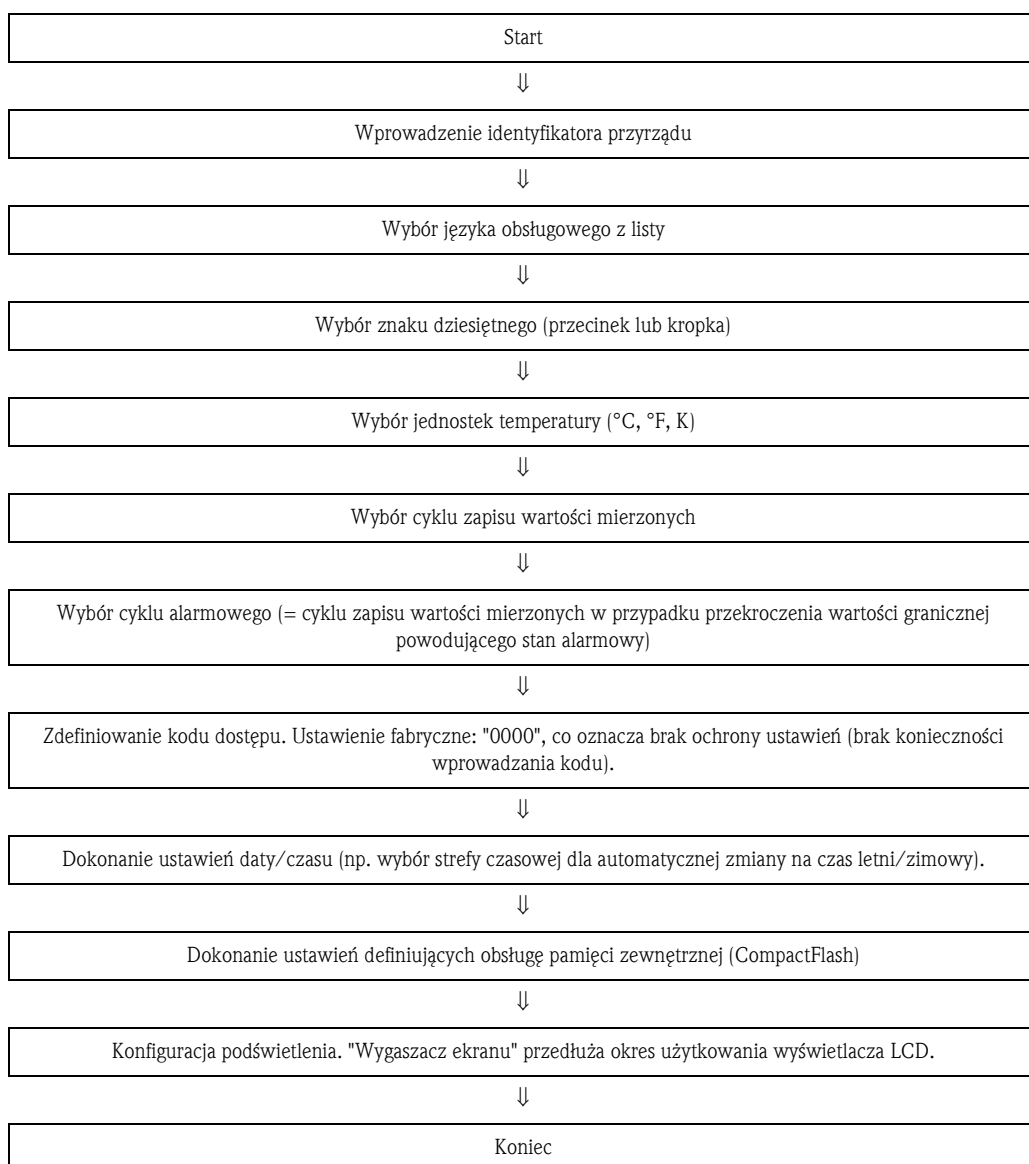 Start
⇓
Wprowadzenie identyfikatora przyrządu
⇓
Wybór języka obsługowego z listy
⇓
Wybór znaku dziesiętnego (przecinek lub kropka)
⇓
Wybór jednostek temperatury (°C, °F, K)
⇓
Wybór cyklu zapisu wartości mierzonych
⇓
Wybór cyklu alarmowego (= cyklu zapisu wartości mierzonych w przypadku przekroczenia wartości granicznej
powodującego stan alarmowy)
⇓
Zdefiniowanie kodu dostępu. Ustawienie fabryczne: "0000", co oznacza brak ochrony ustawień (brak konieczności
wprowadzania kodu).
⇓
Dokonanie ustawień daty/czasu (np. wybór strefy czasowej dla automatycznej zmiany na czas letni/zimowy).
⇓
Dokonanie ustawień definiujących obsługę pamięci zewnętrznej (CompactFlash)
⇓
Konfiguracja podświetlenia. "Wygaszacz ekranu" przedłuża okres użytkowania wyświetlacza LCD.
⇓
Koniec